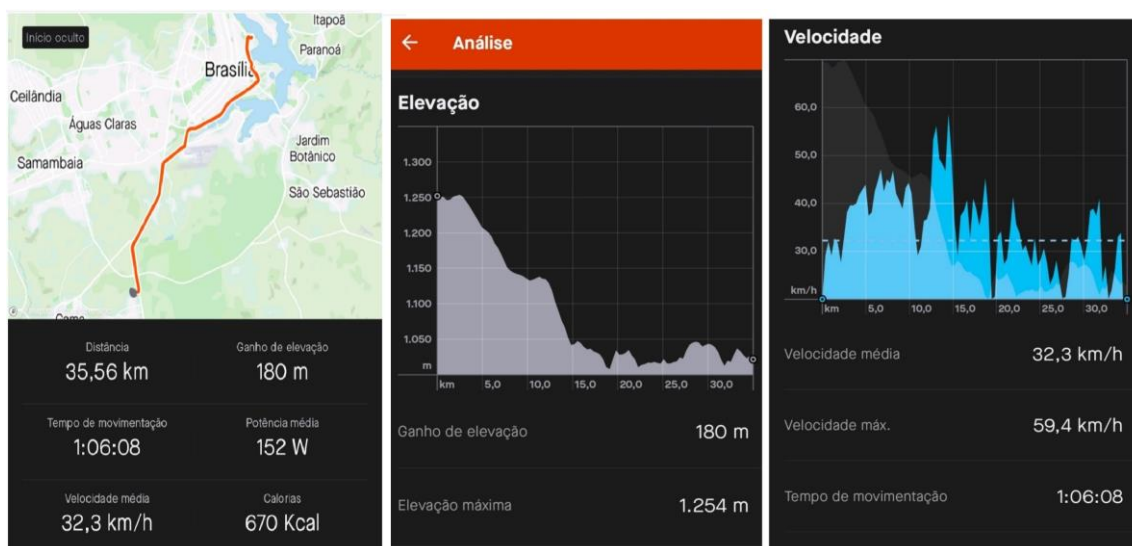 Início oculto
Itapoã
Paranoá
Brasília
Ceilândia
Águas Claras
Jardim
Botânico
Samambaia
São Sebastião
Distância
35,56 km
Ganho de elevação
180 m
Tempo de movimentação
1:06:08
Potência média
152 W
Velocidade média
32,3 km/h
Calorias
670 Kcal
← Análise
Elevação
1.300
1.250
1.200
1.150
1.100
1.050
m
km 5,0 10,0 15,0 20,0 25,0 30,0
Ganho de elevação 180 m
Elevação máxima 1.254 m
Velocidade
60,0
50,0
40,0
30,0
km/h
km 5,0 10,0 15,0 20,0 25,0 30,0
Velocidade média 32,3 km/h
Velocidade máx. 59,4 km/h
Tempo de movimentação 1:06:08